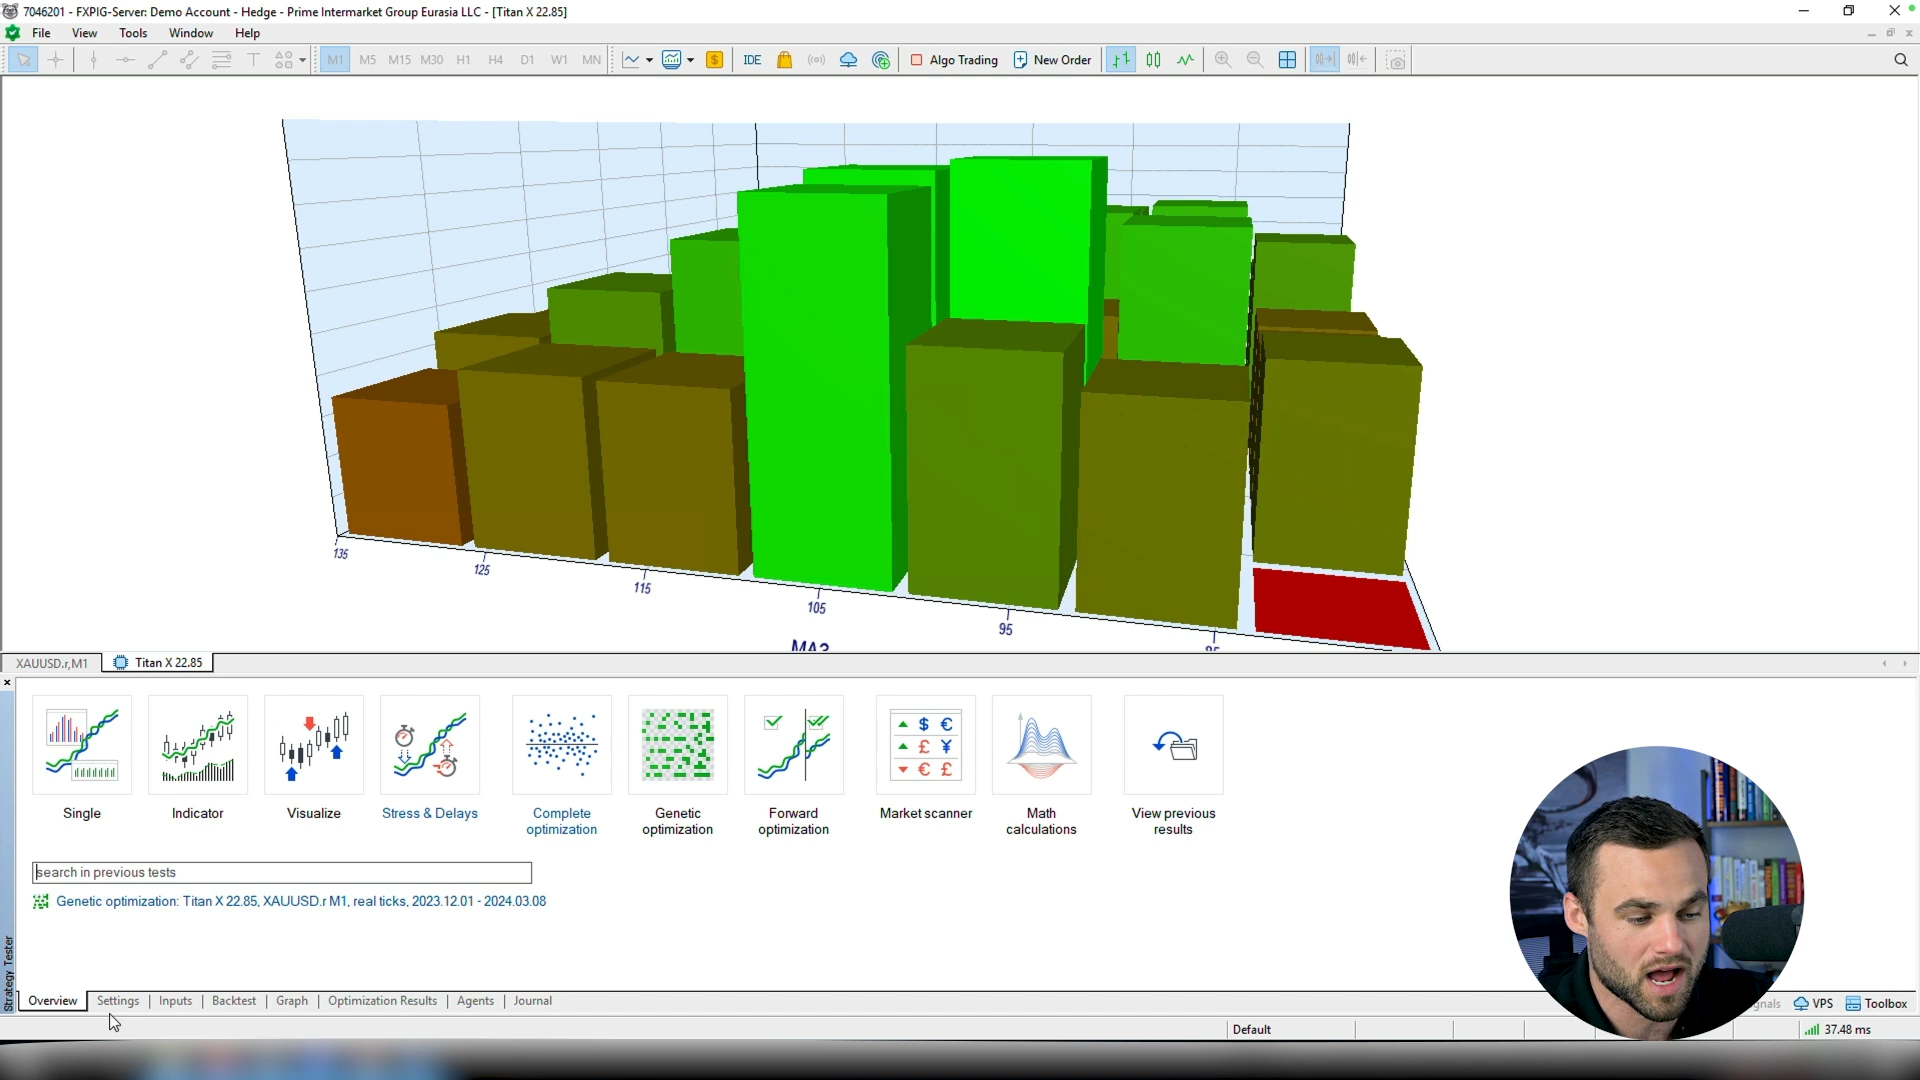 7046201 - FXPIG-Server: Demo Account - Hedge - Prime Intermarket Group Eurasia LLC - [Titan X 22.85]
File View Tools Window Help
M1 M5 M15 M30 H1 H4 D1 W1 MN IDE Algo Trading New Order
135
125
115
105
95
XAUUSD.r,M1 Titan X 22.85
Single Indicator Visualize Stress & Delays Complete optimization Genetic optimization Forward optimization Market scanner Math calculations View previous results
search in previous tests
Genetic optimization: Titan X 22.85, XAUUSD.r M1, real ticks, 2023.12.01 - 2024.03.08
Strategy Tester
Overview Settings Inputs Backtest Graph Optimization Results Agents Journal VPS Toolbox
Default 37.48 ms